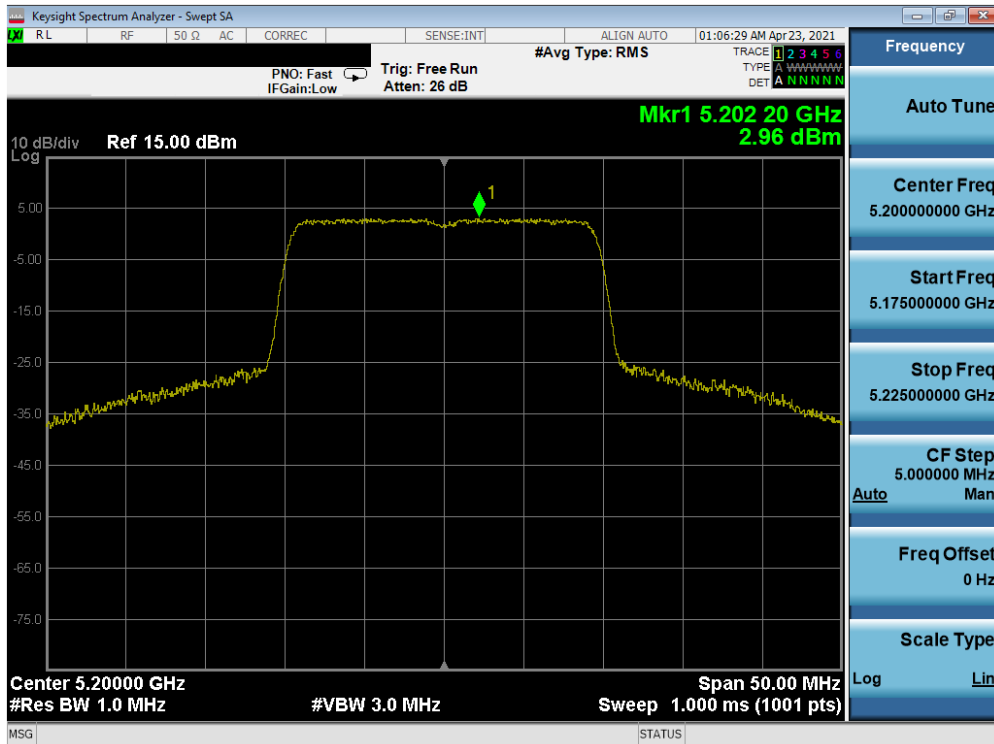 Keysight Spectrum Analyzer - Swept SA
LXI RL RF 50 Ω AC CORREC SENSE:INT ALIGN AUTO 01:06:29 AM Apr 23, 2021
#Avg Type: RMS TRACE 1 2 3 4 5 6
PNO: Fast Trig: Free Run TYPE A WWWWW
IFGain:Low Atten: 26 dB DET A N N N N N
Mkr1 5.202 20 GHz
2.96 dBm
10 dB/div Ref 15.00 dBm
Log
1
5.00
-5.00
-15.0
-25.0
-35.0
-45.0
-55.0
-65.0
-75.0
Center 5.20000 GHz Span 50.00 MHz
#Res BW 1.0 MHz #VBW 3.0 MHz Sweep 1.000 ms (1001 pts)
MSG STATUS
Frequency
Auto Tune
Center Freq
5.200000000 GHz
Start Freq
5.175000000 GHz
Stop Freq
5.225000000 GHz
CF Step
5.000000 MHz
Auto Man
Freq Offset
0 Hz
Scale Type
Log Lin